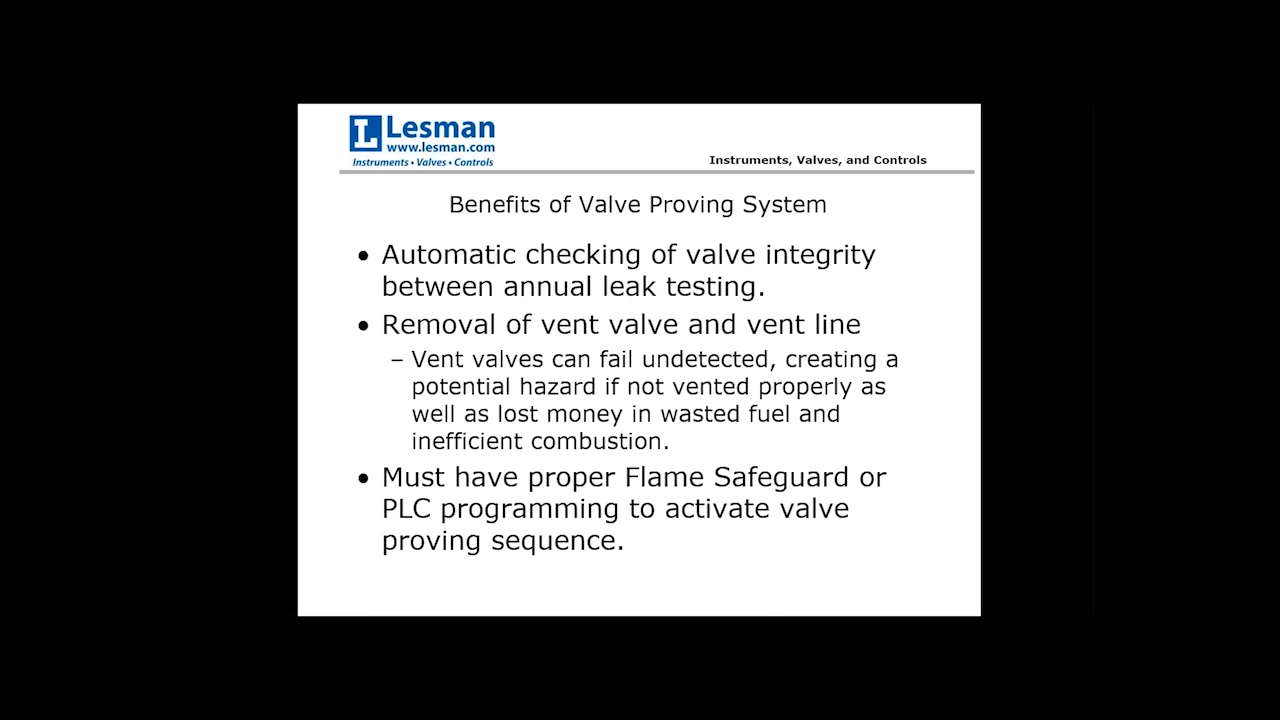 L Lesman
www.lesman.com
Instruments • Valves • Controls
Instruments, Valves, and Controls
Benefits of Valve Proving System
• Automatic checking of valve integrity
between annual leak testing.
• Removal of vent valve and vent line
– Vent valves can fail undetected, creating a
potential hazard if not vented properly as
well as lost money in wasted fuel and
inefficient combustion.
• Must have proper Flame Safeguard or
PLC programming to activate valve
proving sequence.